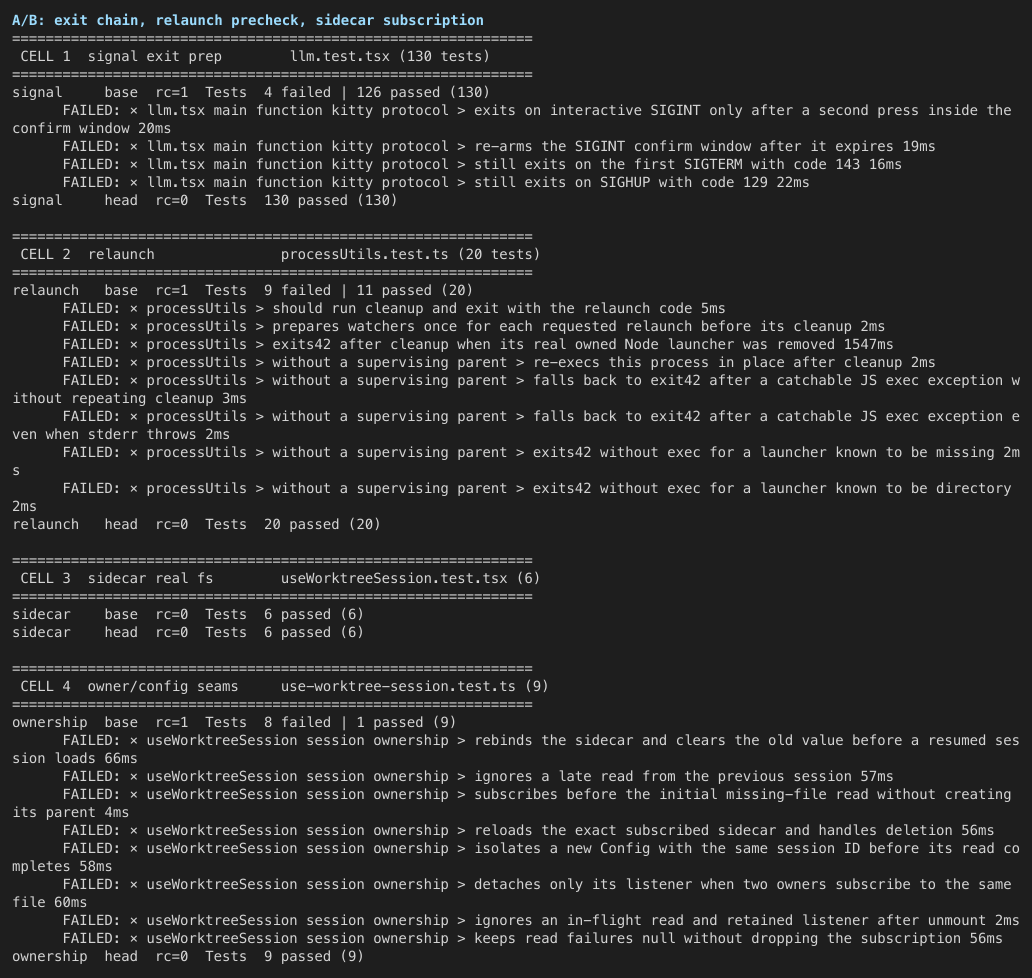 A/B: exit chain, relaunch precheck, sidecar subscription
==============================================================
 CELL 1  signal exit prep        llm.test.tsx (130 tests)
==============================================================
signal     base  rc=1  Tests  4 failed | 126 passed (130)
      FAILED: × llm.tsx main function kitty protocol > exits on interactive SIGINT only after a second press inside the
confirm window 20ms
      FAILED: × llm.tsx main function kitty protocol > re-arms the SIGINT confirm window after it expires 19ms
      FAILED: × llm.tsx main function kitty protocol > still exits on the first SIGTERM with code 143 16ms
      FAILED: × llm.tsx main function kitty protocol > still exits on SIGHUP with code 129 22ms
signal     head  rc=0  Tests  130 passed (130)
==============================================================
 CELL 2  relaunch               processUtils.test.ts (20 tests)
==============================================================
relaunch   base  rc=1  Tests  9 failed | 11 passed (20)
      FAILED: × processUtils > should run cleanup and exit with the relaunch code 5ms
      FAILED: × processUtils > prepares watchers once for each requested relaunch before its cleanup 2ms
      FAILED: × processUtils > exits42 after cleanup when its real owned Node launcher was removed 1547ms
      FAILED: × processUtils > without a supervising parent > re-execs this process in place after cleanup 2ms
      FAILED: × processUtils > without a supervising parent > falls back to exit42 after a catchable JS exec exception w
ithout repeating cleanup 3ms
      FAILED: × processUtils > without a supervising parent > falls back to exit42 after a catchable JS exec exception e
ven when stderr throws 2ms
      FAILED: × processUtils > without a supervising parent > exits42 without exec for a launcher known to be missing 2m
s
      FAILED: × processUtils > without a supervising parent > exits42 without exec for a launcher known to be directory
2ms
relaunch   head  rc=0  Tests  20 passed (20)
==============================================================
 CELL 3  sidecar real fs        useWorktreeSession.test.tsx (6)
==============================================================
sidecar    base  rc=0  Tests  6 passed (6)
sidecar    head  rc=0  Tests  6 passed (6)
==============================================================
 CELL 4  owner/config seams     use-worktree-session.test.ts (9)
==============================================================
ownership  base  rc=1  Tests  8 failed | 1 passed (9)
      FAILED: × useWorktreeSession session ownership > rebinds the sidecar and clears the old value before a resumed ses
sion loads 66ms
      FAILED: × useWorktreeSession session ownership > ignores a late read from the previous session 57ms
      FAILED: × useWorktreeSession session ownership > subscribes before the initial missing-file read without creating
its parent 4ms
      FAILED: × useWorktreeSession session ownership > reloads the exact subscribed sidecar and handles deletion 56ms
      FAILED: × useWorktreeSession session ownership > isolates a new Config with the same session ID before its read co
mpletes 58ms
      FAILED: × useWorktreeSession session ownership > detaches only its listener when two owners subscribe to the same
file 60ms
      FAILED: × useWorktreeSession session ownership > ignores an in-flight read and retained listener after unmount 2ms
      FAILED: × useWorktreeSession session ownership > keeps read failures null without dropping the subscription 56ms
ownership  head  rc=0  Tests  9 passed (9)